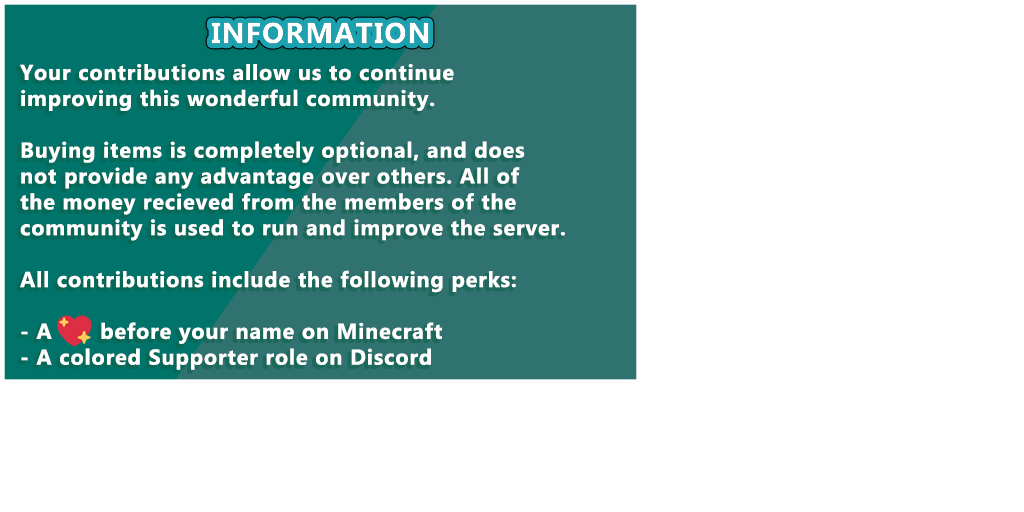 INFORMATION
Your contributions allow us to continue
improving this wonderful community.
Buying items is completely optional, and does
not provide any advantage over others. All of
the money recieved from the members of the
community is used to run and improve the server.
All contributions include the following perks:
- A 💖 before your name on Minecraft
- A colored Supporter role on Discord